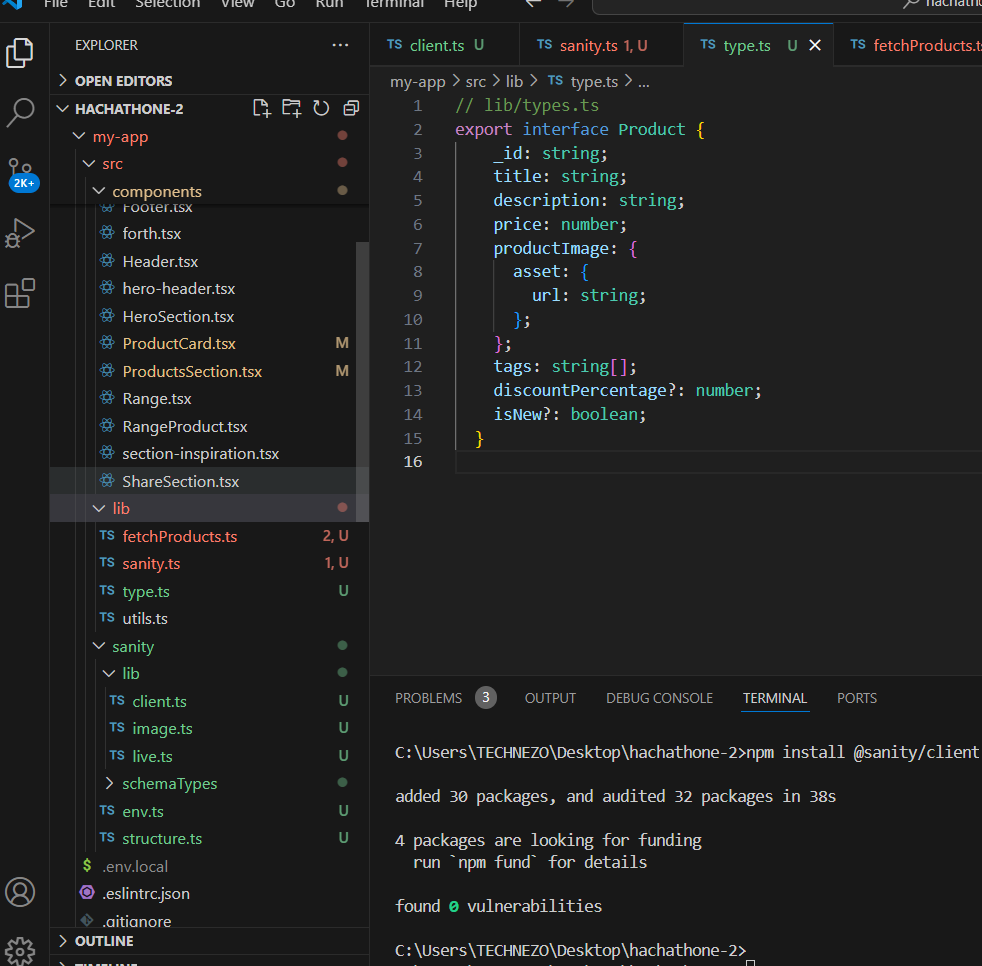 File Edit Selection View Go Run Terminal Help
EXPLORER
OPEN EDITORS
HACHATHONE-2
my-app
src
components
Footer.tsx
forth.tsx
Header.tsx
hero-header.tsx
HeroSection.tsx
ProductCard.tsx M
ProductsSection.tsx M
Range.tsx
RangeProduct.tsx
section-inspiration.tsx
ShareSection.tsx
lib
TS fetchProducts.ts 2, U
TS sanity.ts 1, U
TS type.ts U
TS utils.ts
sanity
lib
TS client.ts U
TS image.ts U
TS live.ts U
schemaTypes
TS env.ts U
TS structure.ts U
$ .env.local
.eslintrc.json
.gitignore
OUTLINE
TIMELINE
2K+
TS client.ts U
TS sanity.ts 1, U
TS type.ts U
TS fetchProducts.ts
my-app > src > lib > TS type.ts > ...
1 // lib/types.ts
2 export interface Product {
3 _id: string;
4 title: string;
5 description: string;
6 price: number;
7 productImage: {
8 asset: {
9 url: string;
10 };
11 };
12 tags: string[];
13 discountPercentage?: number;
14 isNew?: boolean;
15 }
16
PROBLEMS 3 OUTPUT DEBUG CONSOLE TERMINAL PORTS
C:\Users\TECHNEZO\Desktop\hachathone-2>npm install @sanity/client
added 30 packages, and audited 32 packages in 38s
4 packages are looking for funding
run `npm fund` for details
found 0 vulnerabilities
C:\Users\TECHNEZO\Desktop\hachathone-2>